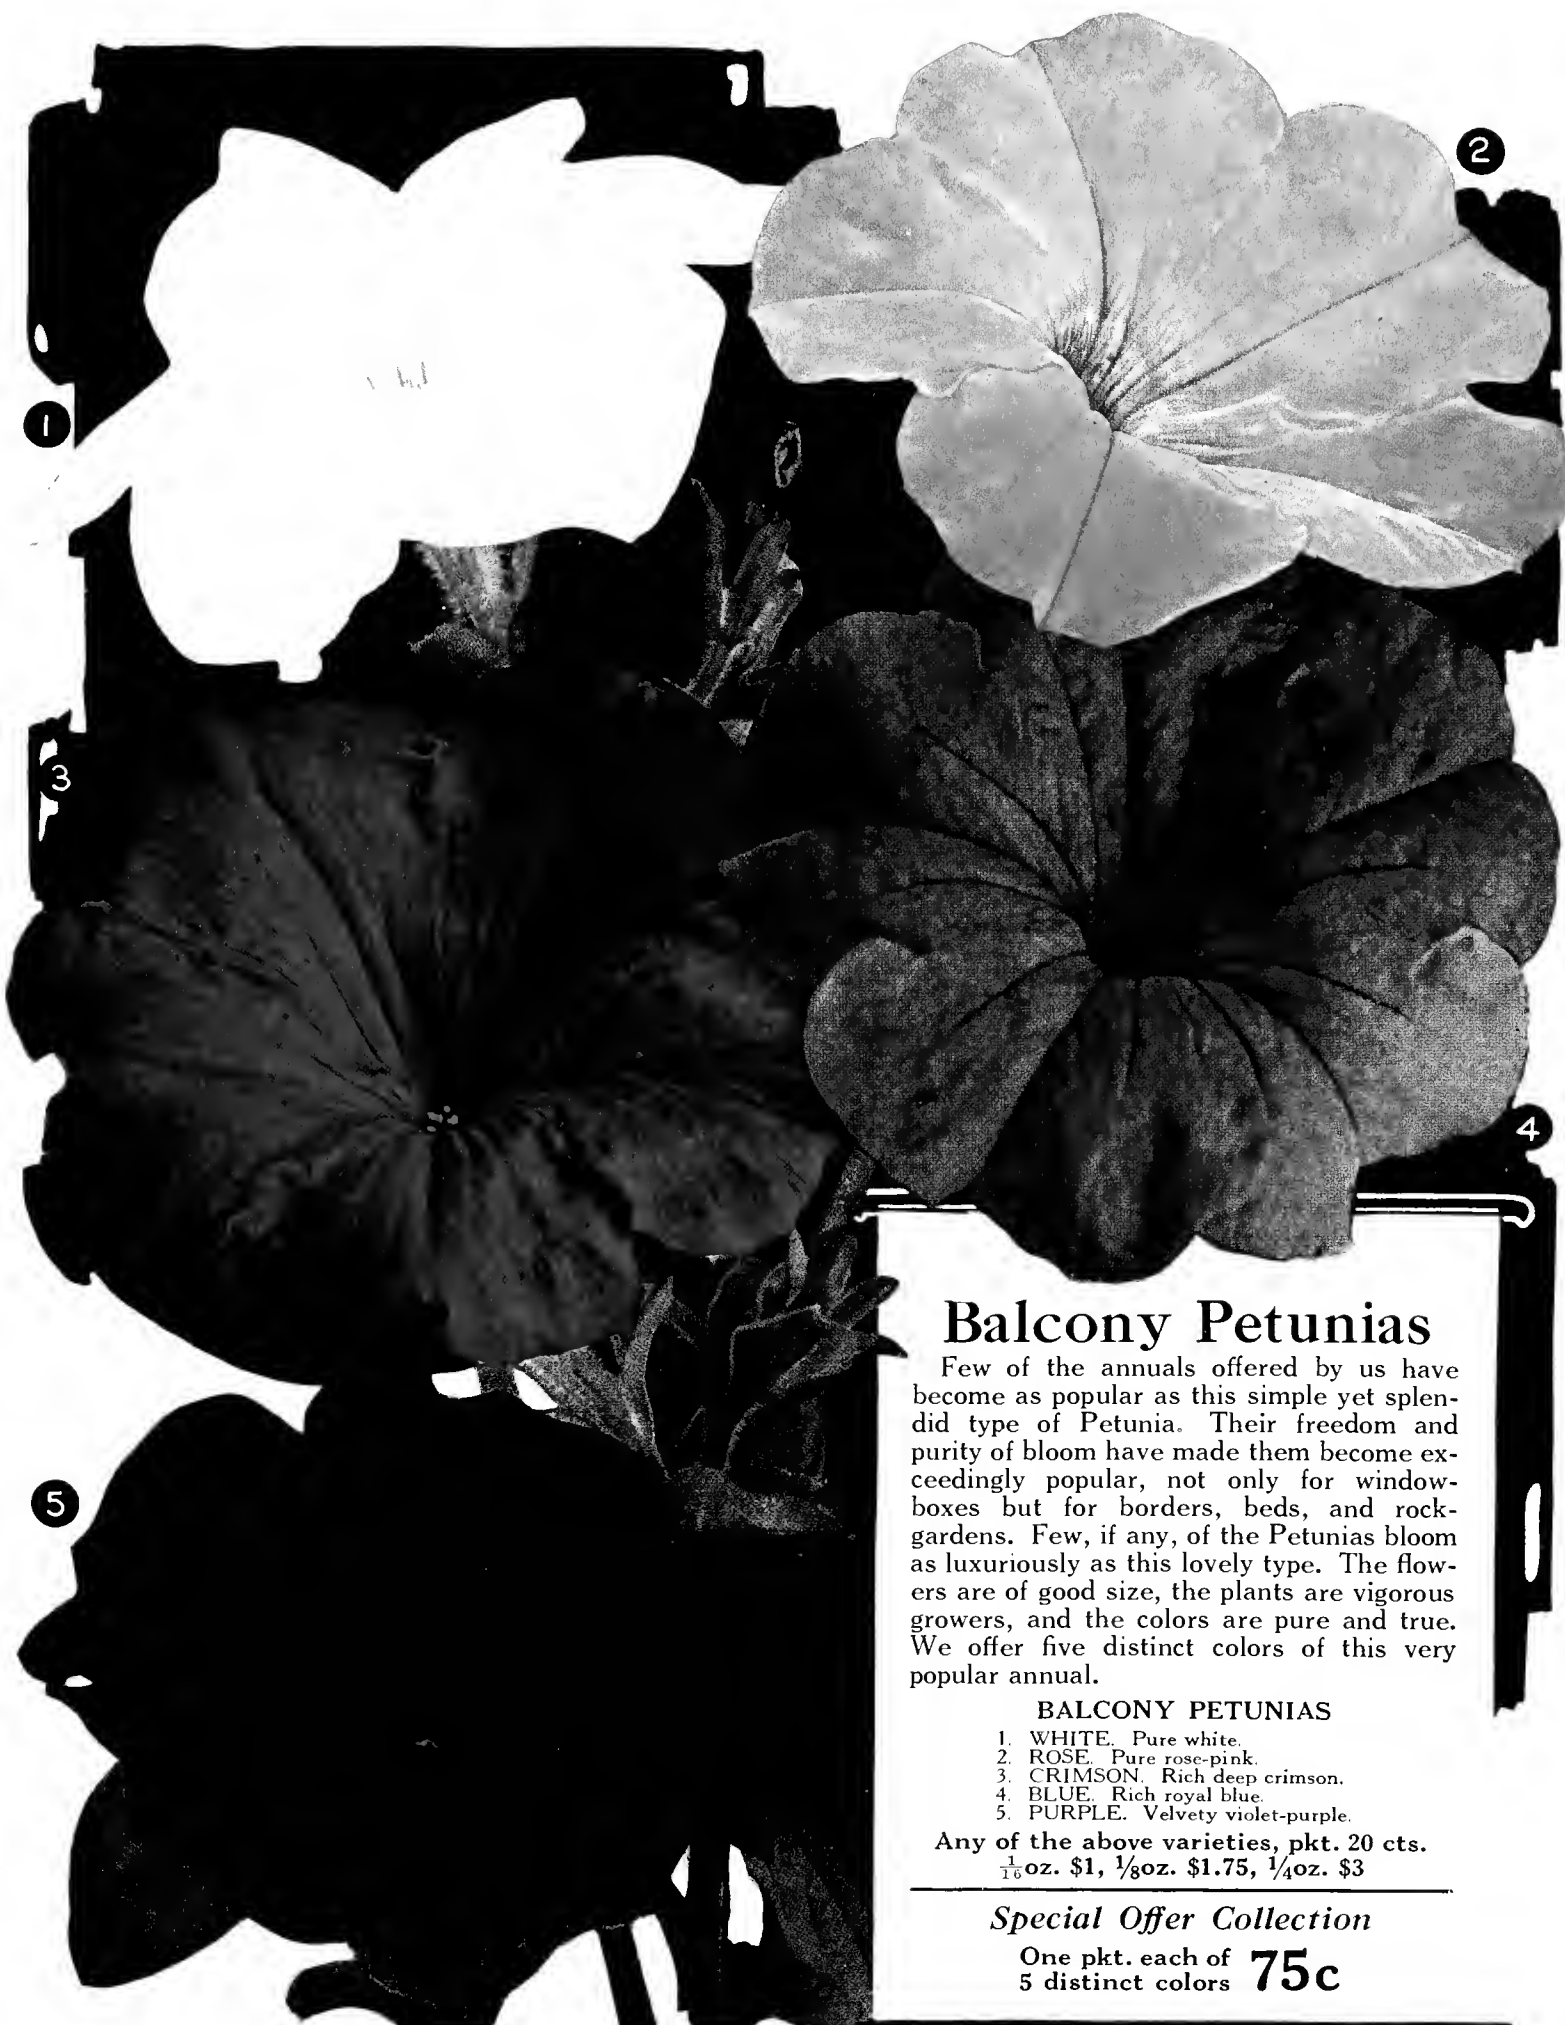 2
1
3
4
5
Balcony Petunias
Few of the annuals offered by us have
become as popular as this simple yet splen-
did type of Petunia. Their freedom and
purity of bloom have made them become ex-
ceedingly popular, not only for window-
boxes but for borders, beds, and rock-
gardens. Few, if any, of the Petunias bloom
as luxuriously as this lovely type. The flow-
ers are of good size, the plants are vigorous
growers, and the colors are pure and true.
We offer five distinct colors of this very
popular annual.
BALCONY PETUNIAS
1. WHITE. Pure white.
2. ROSE. Pure rose-pink.
3. CRIMSON. Rich deep crimson.
4. BLUE. Rich royal blue.
5. PURPLE. Velvety violet-purple.
Any of the above varieties, pkt. 20 cts.
1/16oz. $1, 1/8oz. $1.75, 1/4oz. $3
Special Offer Collection
One pkt. each of
5 distinct colors 75c